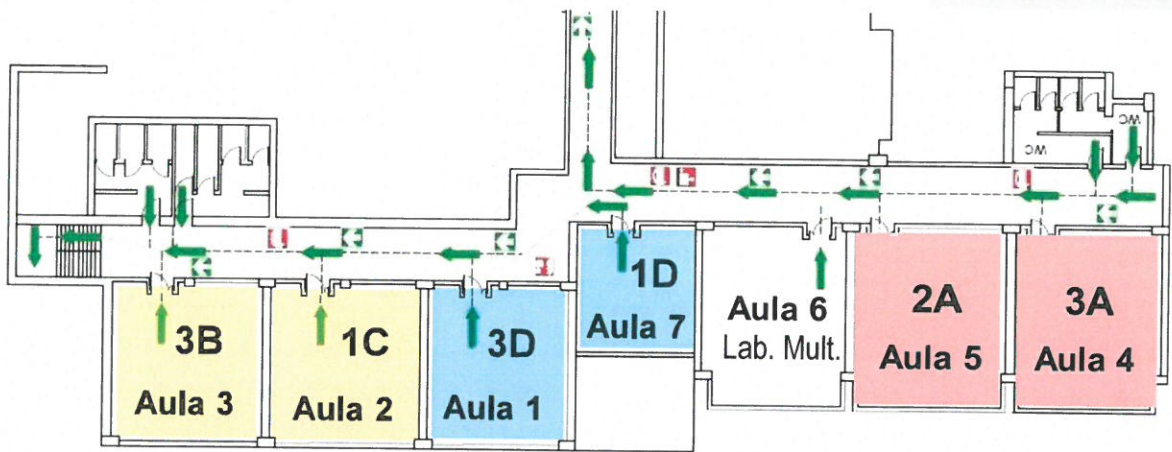 WC
WC
3B
Aula 3
1C
Aula 2
3D
Aula 1
1D
Aula 7
Aula 6
Lab. Mult.
2A
Aula 5
3A
Aula 4